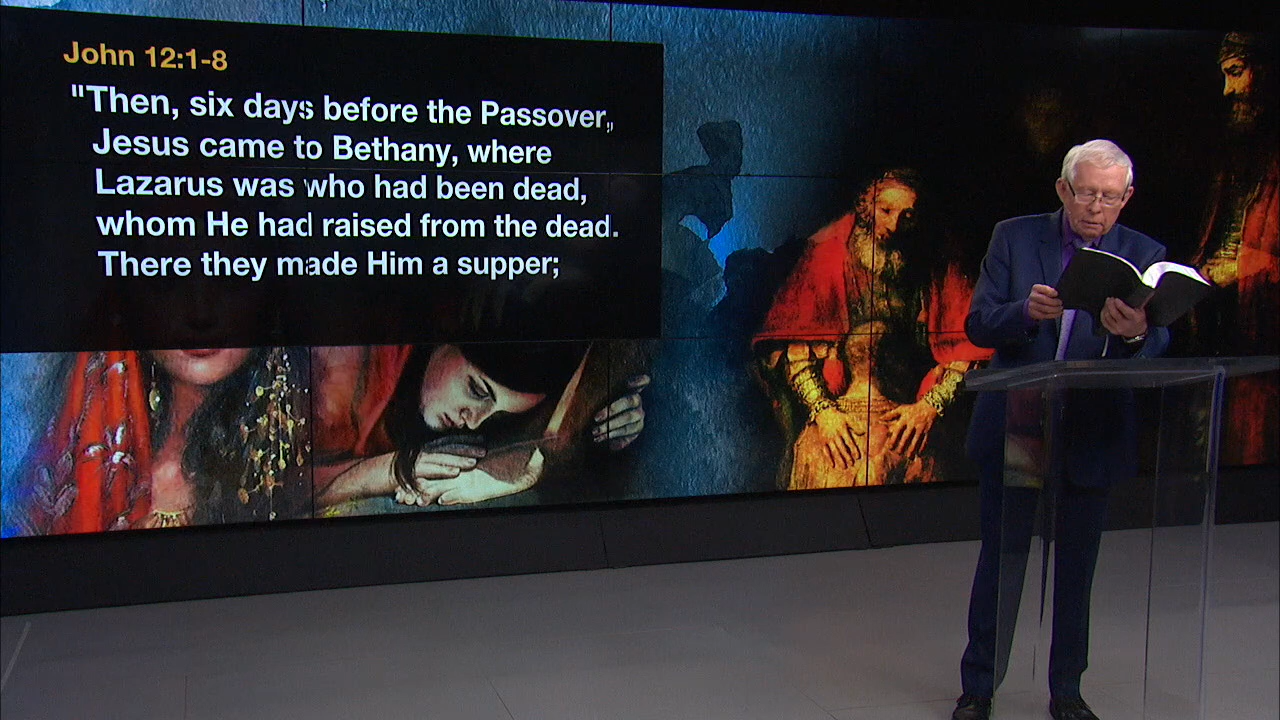 John 12:1-8
"Then, six days before the Passover,
Jesus came to Bethany, where
Lazarus was who had been dead,
whom He had raised from the dead.
There they made Him a supper;